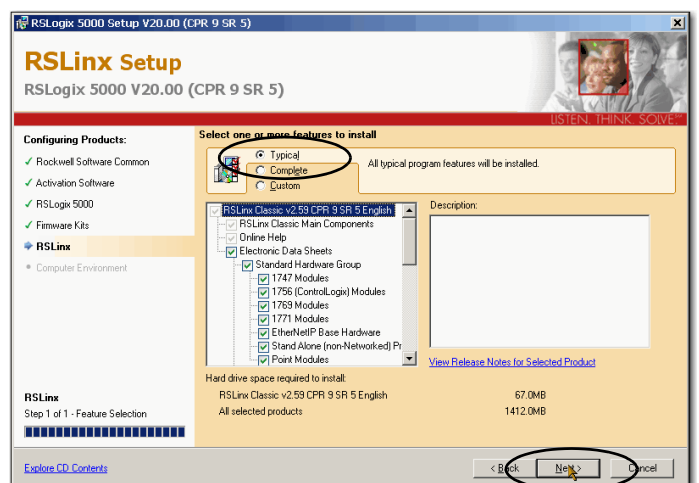 RSLogix 5000 Setup V20.00 (CPR 9 SR 5)
RSLinx Setup
RSLogix 5000 V20.00 (CPR 9 SR 5)
LISTEN. THINK. SOLVE.℠
Configuring Products:
✓ Rockwell Software Common
✓ Activation Software
✓ RSLogix 5000
✓ Firmware Kits
RSLinx
Computer Environment
Select one or more features to install
Typical
Complete
Custom
All typical program features will be installed.
RSLinx Classic v2.59 CPR 9 SR 5 English
RSLinx Classic Main Components
Online Help
Electronic Data Sheets
Standard Hardware Group
1747 Modules
1756 (ControlLogix) Modules
1769 Modules
1771 Modules
EtherNetIP Base Hardware
Stand Alone (non-Networked) Pr
Point Modules
Description:
View Release Notes for Selected Product
Hard drive space required to install:
RSLinx Classic v2.59 CPR 9 SR 5 English 67.0MB
All selected products 1412.0MB
RSLinx
Step 1 of 1 - Feature Selection
Explore CD Contents
< Back
Next >
Cancel